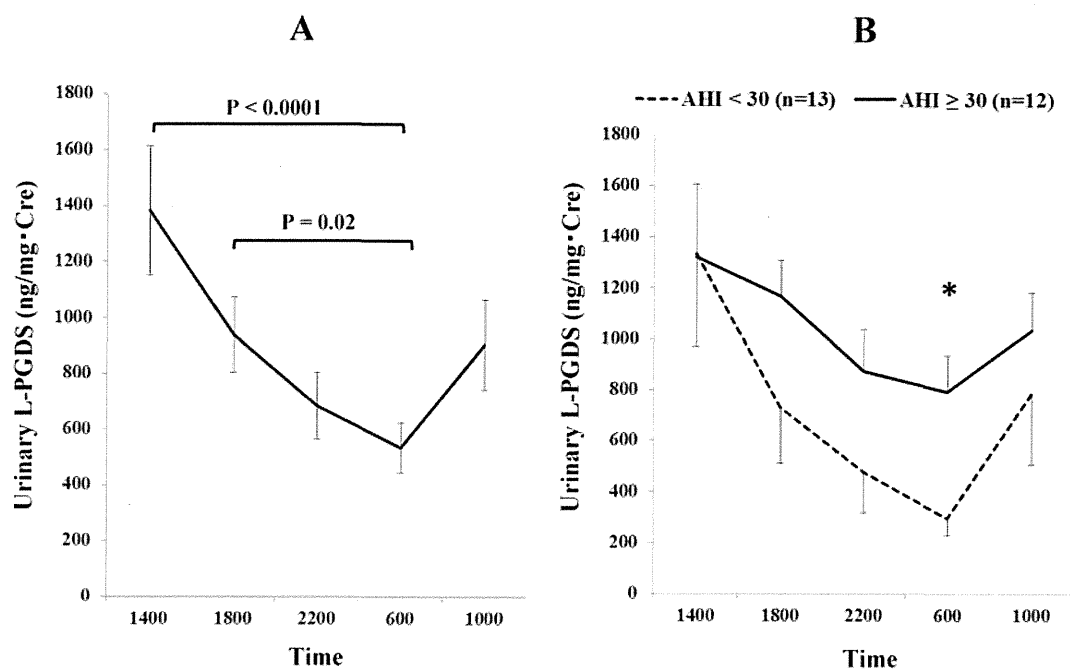 A
Urinary L-PGDS (ng/mg・Cre)
1800
1600
1400
1200
1000
800
600
400
200
0
P < 0.0001
P = 0.02
1400 1800 2200 600 1000
Time
B
AHI < 30 (n=13) AHI ≥ 30 (n=12)
Urinary L-PGDS (ng/mg・Cre)
1800
1600
1400
1200
1000
800
600
400
200
0
*
1400 1800 2200 600 1000
Time